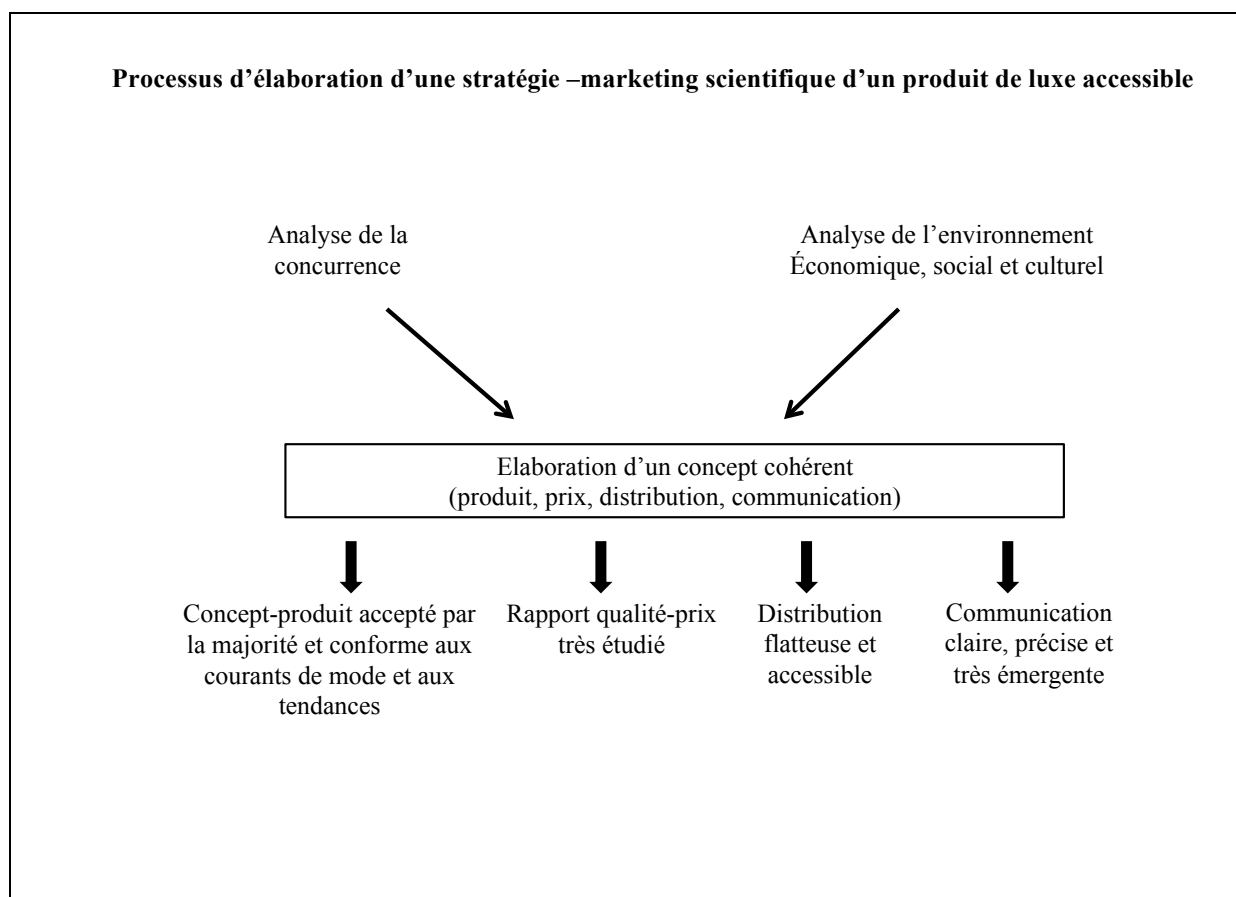 Processus d’élaboration d’une stratégie –marketing scientifique d’un produit de luxe accessible
Analyse de la
concurrence
Analyse de l’environnement
Économique, social et culturel
Elaboration d’un concept cohérent
(produit, prix, distribution, communication)
Concept-produit accepté par
la majorité et conforme aux
courants de mode et aux
tendances
Rapport qualité-prix
très étudié
Distribution
flatteuse et
accessible
Communication
claire, précise et
très émergente